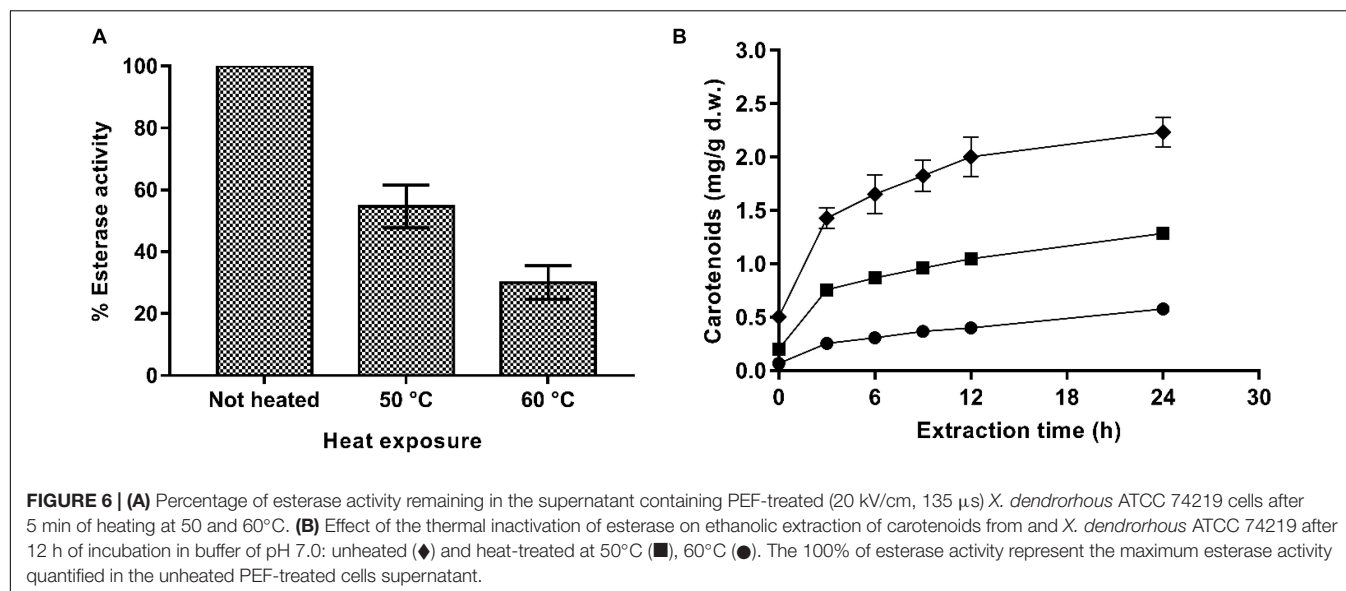 A
% Esterase activity
100
80
60
40
20
0
Not heated 50 °C 60 °C
Heat exposure
B
Carotenoids (mg/g d.w.)
3.0
2.5
2.0
1.5
1.0
0.5
0.0
0 6 12 18 24 30
Extraction time (h)
FIGURE 6 | (A) Percentage of esterase activity remaining in the supernatant containing PEF-treated (20 kV/cm, 135 μs) X. dendrorhous ATCC 74219 cells after
5 min of heating at 50 and 60°C. (B) Effect of the thermal inactivation of esterase on ethanolic extraction of carotenoids from and X. dendrorhous ATCC 74219 after
12 h of incubation in buffer of pH 7.0: unheated (♦) and heat-treated at 50°C (■), 60°C (●). The 100% of esterase activity represent the maximum esterase activity
quantified in the unheated PEF-treated cells supernatant.